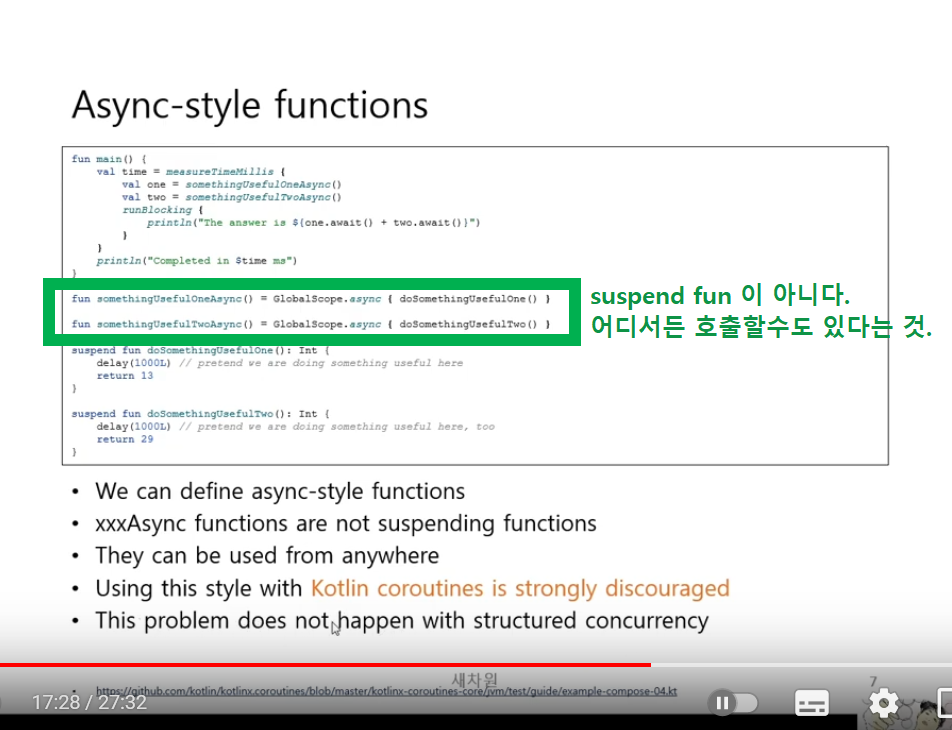 Async-style functions
fun main() {
val time = measureTimeMillis {
val one = somethingUsefulOneAsync()
val two = somethingUsefulTwoAsync()
runBlocking {
println("The answer is ${one.await() + two.await()}")
}
}
println("Completed in $time ms")
}
fun somethingUsefulOneAsync() = GlobalScope.async { doSomethingUsefulOne() }
fun somethingUsefulTwoAsync() = GlobalScope.async { doSomethingUsefulTwo() }
suspend fun 이 아니다.
어디서든 호출할수도 있다는 것.
suspend fun doSomethingUsefulOne(): Int {
delay(1000L) // pretend we are doing something useful here
return 13
}
suspend fun doSomethingUsefulTwo(): Int {
delay(1000L) // pretend we are doing something useful here, too
return 29
}
• We can define async-style functions
• xxxAsync functions are not suspending functions
• They can be used from anywhere
• Using this style with Kotlin coroutines is strongly discouraged
• This problem does not happen with structured concurrency
새차원
7
• https://github.com/kotlin/kotlinx.coroutines/blob/master/kotlinx-coroutines-core/jvm/test/guide/example-compose-04.kt
17:28 / 27:32